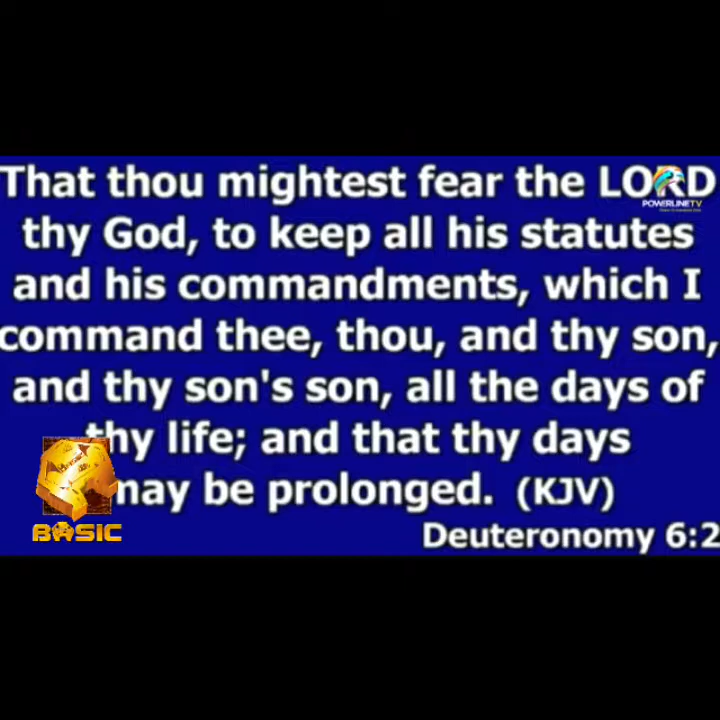 That thou mightest fear the LORD
POWERLINETV
thy God, to keep all his statutes
and his commandments, which I
command thee, thou, and thy son,
and thy son's son, all the days of
thy life; and that thy days
may be prolonged. (KJV)
BASIC
Deuteronomy 6:2